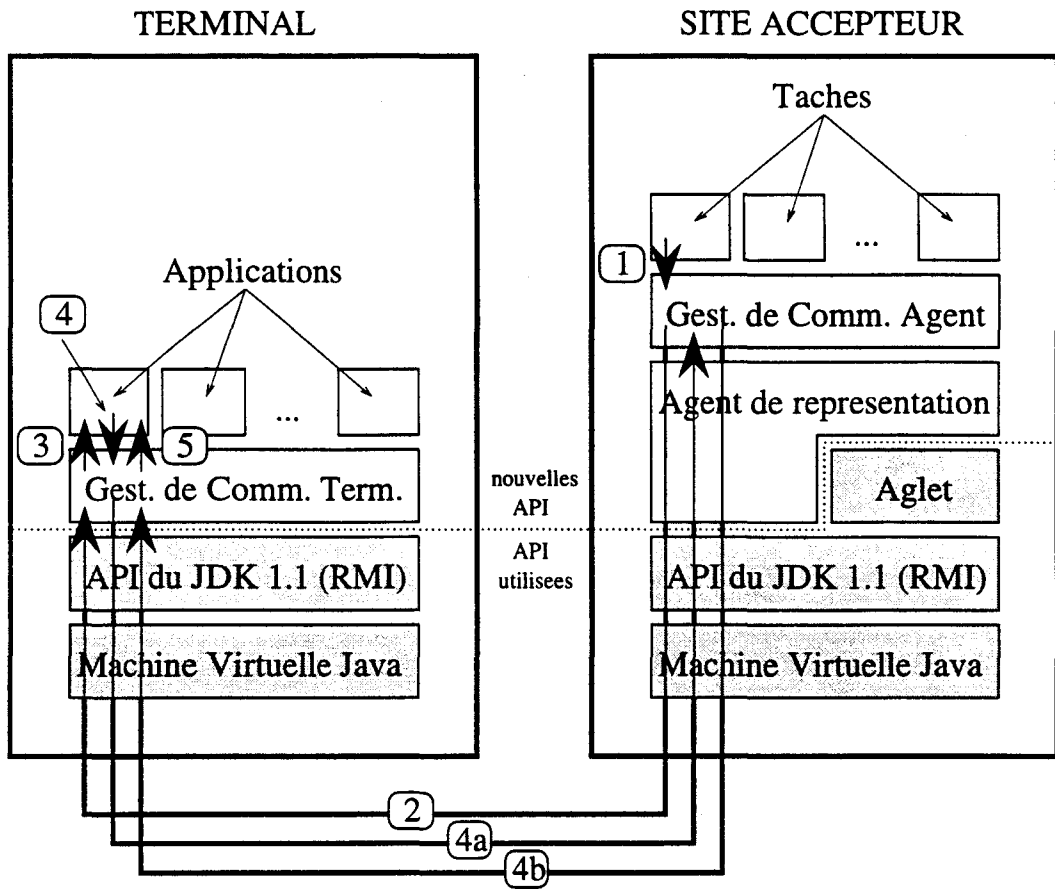 TERMINAL
SITE ACCEPTEUR
Taches
...
1
Applications
Gest. de Comm. Agent
4
Agent de representation
...
3
5
Gest. de Comm. Term.
nouvelles
API
Aglet
API du JDK 1.1 (RMI)
API
utilisees
API du JDK 1.1 (RMI)
Machine Virtuelle Java
Machine Virtuelle Java
2
4a
4b